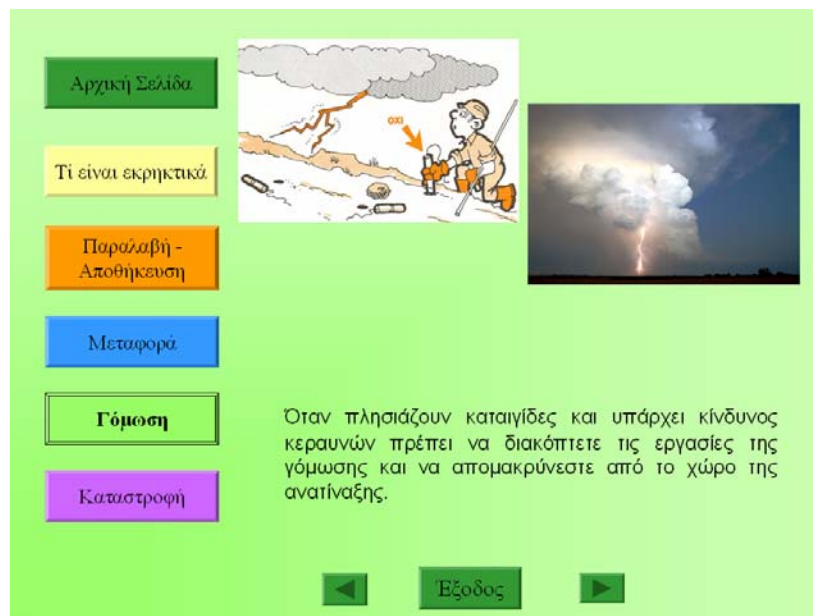 Αρχική Σελίδα
Τί είναι εκρηκτικά
Παραλαβή -
Αποθήκευση
Μεταφορά
Γόμωση
Καταστροφή
ΟΧΙ
Όταν πλησιάζουν καταιγίδες και υπάρχει κίνδυνος
κεραυνών πρέπει να διακόπτετε τις εργασίες της
γόμωσης και να απομακρύνεστε από το χώρο της
ανατίναξης.
Έξοδος